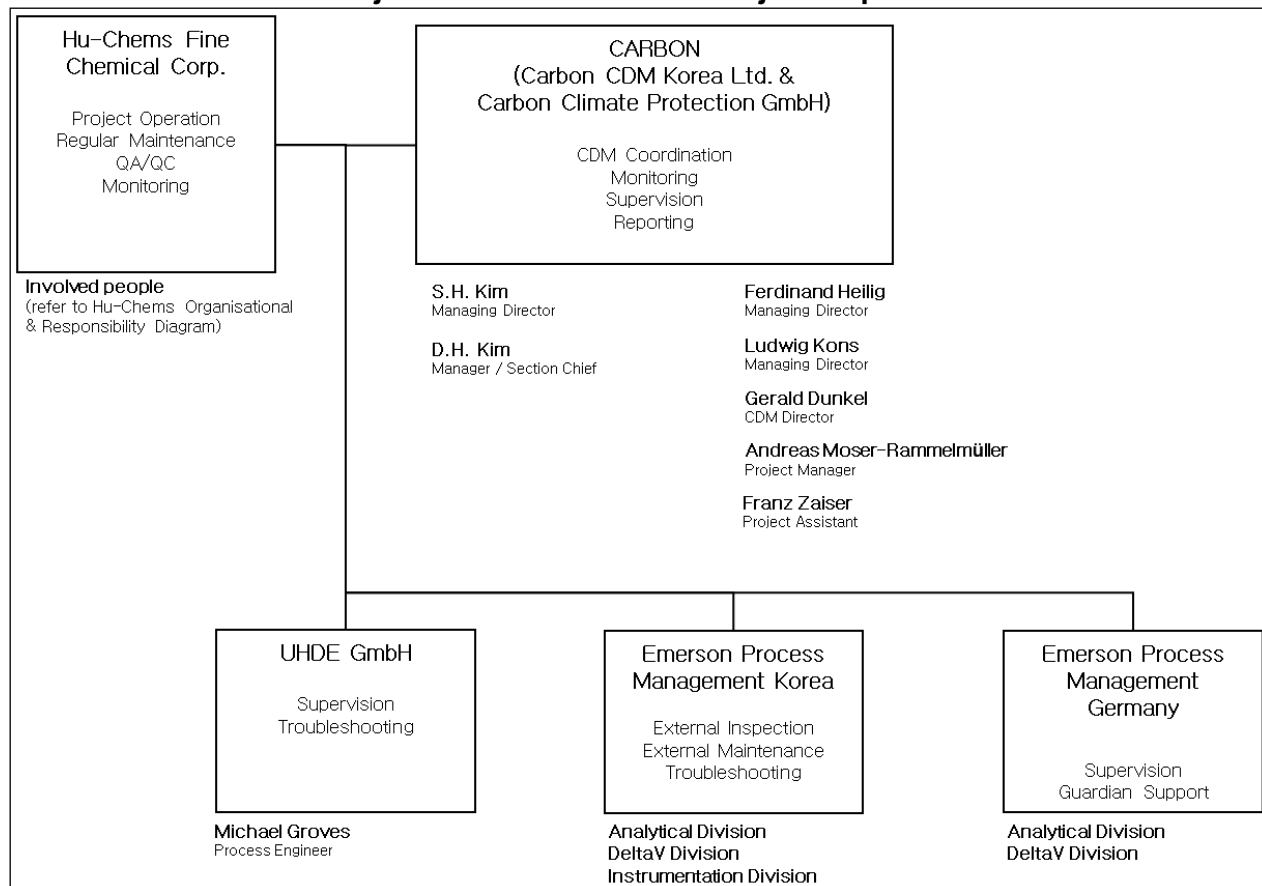 Hu-Chems Fine
Chemical Corp.
Project Operation
Regular Maintenance
QA/QC
Monitoring
Involved people
(refer to Hu-Chems Organisational
& Responsibility Diagram)
CARBON
(Carbon CDM Korea Ltd. &
Carbon Climate Protection GmbH)
CDM Coordination
Monitoring
Supervision
Reporting
S.H. Kim
Managing Director
D.H. Kim
Manager / Section Chief
Ferdinand Heilig
Managing Director
Ludwig Kons
Managing Director
Gerald Dunkel
CDM Director
Andreas Moser-Rammelmüller
Project Manager
Franz Zaiser
Project Assistant
UHDE GmbH
Supervision
Troubleshooting
Michael Groves
Process Engineer
Emerson Process
Management Korea
External Inspection
External Maintenance
Troubleshooting
Analytical Division
DeltaV Division
Instrumentation Division
Emerson Process
Management
Germany
Supervision
Guardian Support
Analytical Division
DeltaV Division